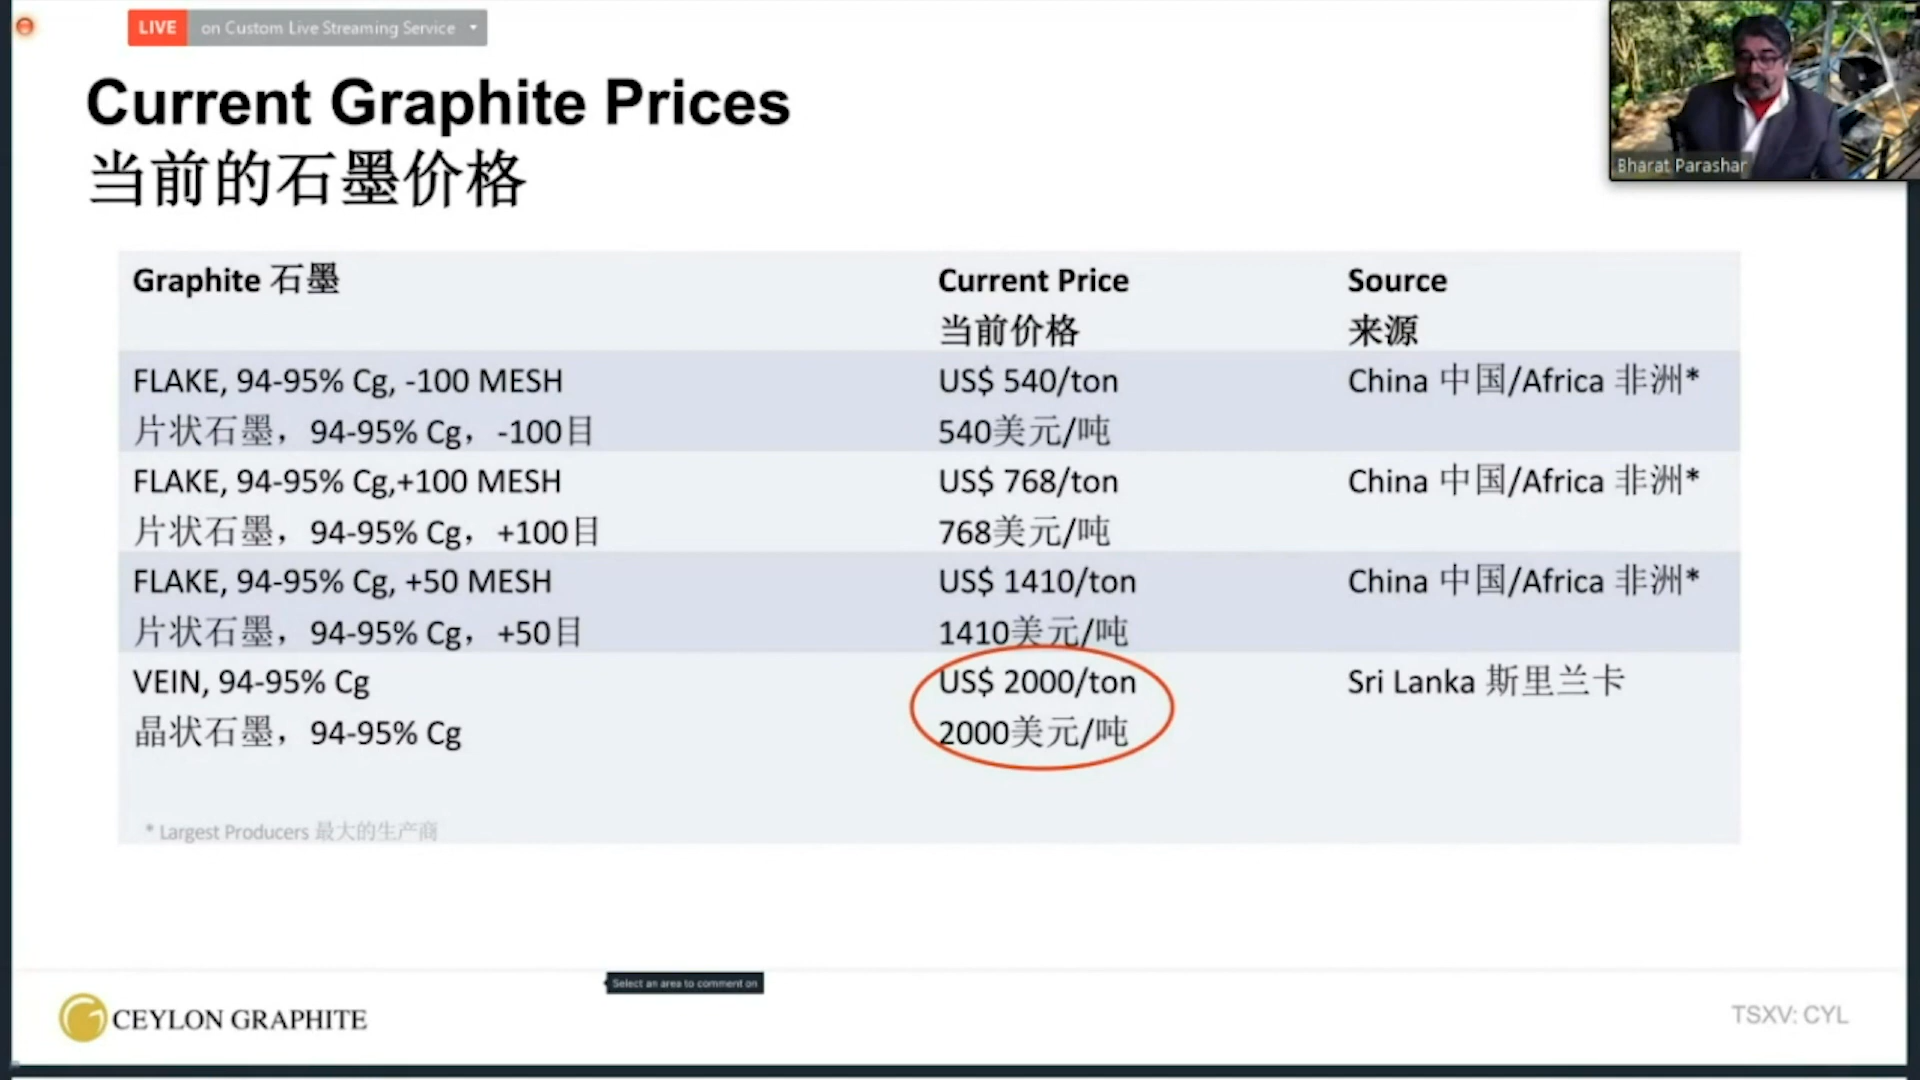 LIVE on Custom Live Streaming Service
Bharat Parashar
Current Graphite Prices
当前的石墨价格
Graphite 石墨
Current Price
当前价格
Source
来源
FLAKE, 94-95% Cg, -100 MESH
片状石墨，94-95% Cg，-100目
US$ 540/ton
540美元/吨
China 中国/Africa 非洲*
FLAKE, 94-95% Cg,+100 MESH
片状石墨，94-95% Cg，+100目
US$ 768/ton
768美元/吨
China 中国/Africa 非洲*
FLAKE, 94-95% Cg, +50 MESH
片状石墨，94-95% Cg，+50目
US$ 1410/ton
1410美元/吨
China 中国/Africa 非洲*
VEIN, 94-95% Cg
晶状石墨，94-95% Cg
US$ 2000/ton
2000美元/吨
Sri Lanka 斯里兰卡
* Largest Producers 最大的生产商
Select an area to comment on
CEYLON GRAPHITE
TSXV: CYL